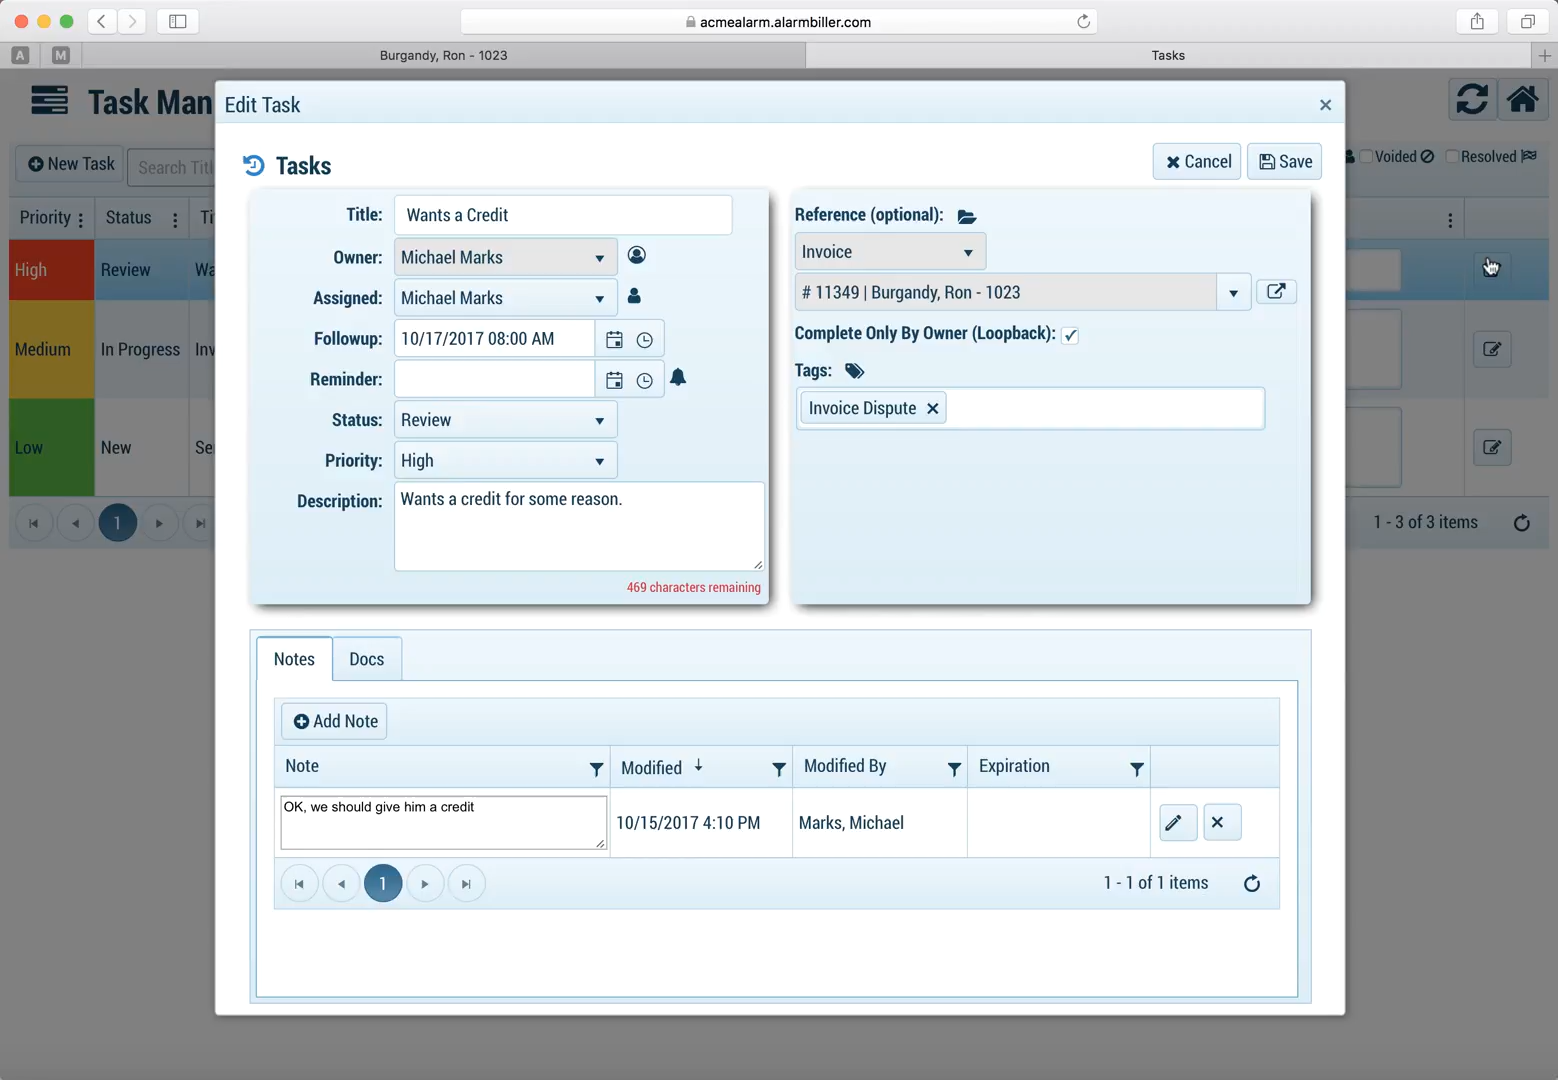 acmealarm.alarmbiller.com
A
M
Burgandy, Ron - 1023
Tasks
Task Man
Edit Task
New Task
Search Titl
Voided
Resolved
Tasks
Cancel
Save
Priority
Status
Ti
High
Review
Wa
Medium
In Progress
Inv
Low
New
Se
1
1 - 3 of 3 items
Title:
Wants a Credit
Owner:
Michael Marks
Assigned:
Michael Marks
Followup:
10/17/2017 08:00 AM
Reminder:
Status:
Review
Priority:
High
Description:
Wants a credit for some reason.
469 characters remaining
Reference (optional):
Invoice
# 11349 | Burgandy, Ron - 1023
Complete Only By Owner (Loopback):
Tags:
Invoice Dispute
Notes
Docs
Add Note
Note
Modified
Modified By
Expiration
OK, we should give him a credit
10/15/2017 4:10 PM
Marks, Michael
1
1 - 1 of 1 items